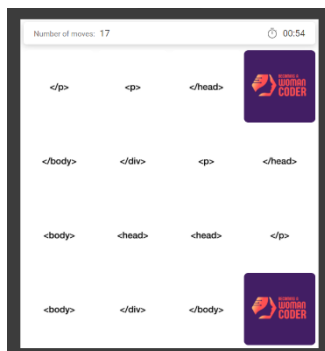 Number of moves: 17 00:54
</p> <p> </head> BECOMING A WOMAN CODER
</body> </div> <p> </head>
<body> <head> <head> </p>
<body> </div> </body> BECOMING A WOMAN CODER